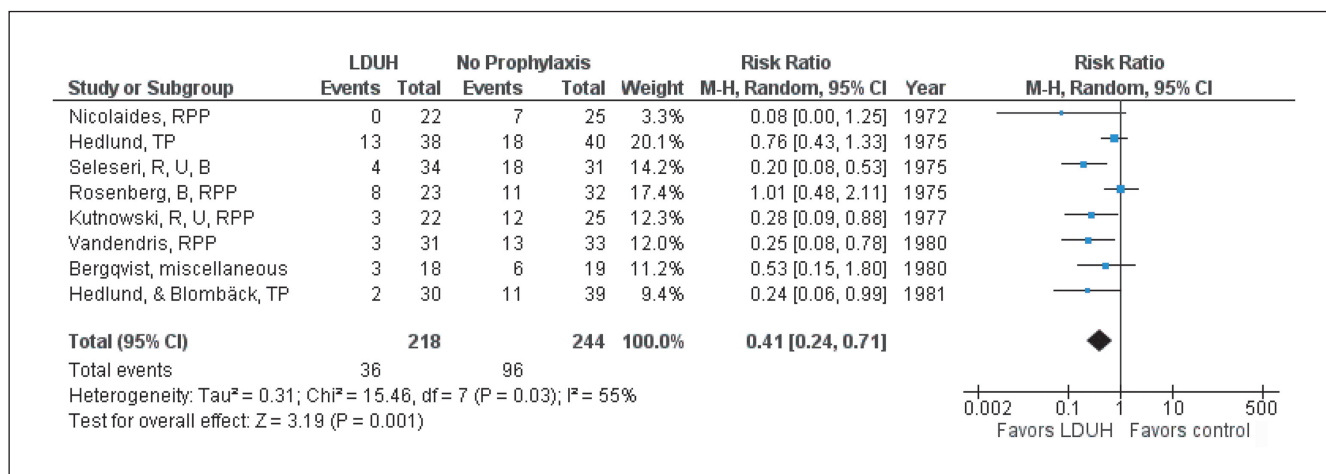 LDUH No Prophylaxis Risk Ratio Risk Ratio
Study or Subgroup Events Total Events Total Weight M-H, Random, 95% CI Year M-H, Random, 95% CI
Nicolaides, RPP 0 22 7 25 3.3% 0.08 [0.00, 1.25] 1972
Hedlund, TP 13 38 18 40 20.1% 0.76 [0.43, 1.33] 1975
Seleseri, R, U, B 4 34 18 31 14.2% 0.20 [0.08, 0.53] 1975
Rosenberg, B, RPP 8 23 11 32 17.4% 1.01 [0.48, 2.11] 1975
Kutnowski, R, U, RPP 3 22 12 25 12.3% 0.28 [0.09, 0.88] 1977
Vandendris, RPP 3 31 13 33 12.0% 0.25 [0.08, 0.78] 1980
Bergqvist, miscellaneous 3 18 6 19 11.2% 0.53 [0.15, 1.80] 1980
Hedlund, & Blombäck, TP 2 30 11 39 9.4% 0.24 [0.06, 0.99] 1981
Total (95% CI) 218 244 100.0% 0.41 [0.24, 0.71]
Total events 36 96
Heterogeneity: Tau² = 0.31; Chi² = 15.46, df = 7 (P = 0.03); I² = 55%
Test for overall effect: Z = 3.19 (P = 0.001)
0.002 0.1 1 10 500
Favors LDUH Favors control